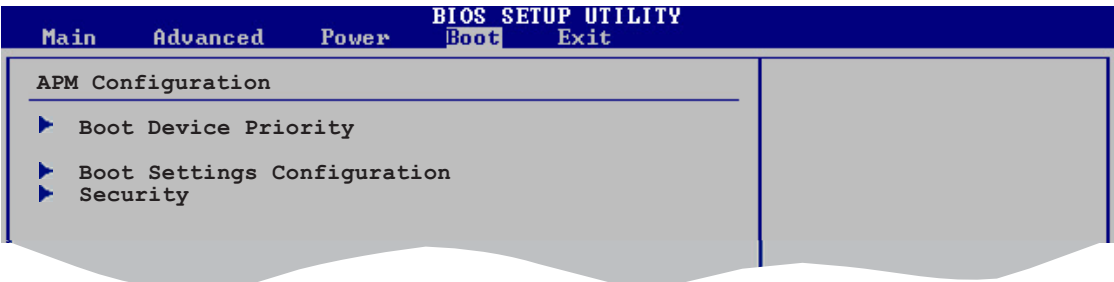 BIOS SETUP UTILITY
Main Advanced Power Boot Exit
APM Configuration
Boot Device Priority
Boot Settings Configuration
Security